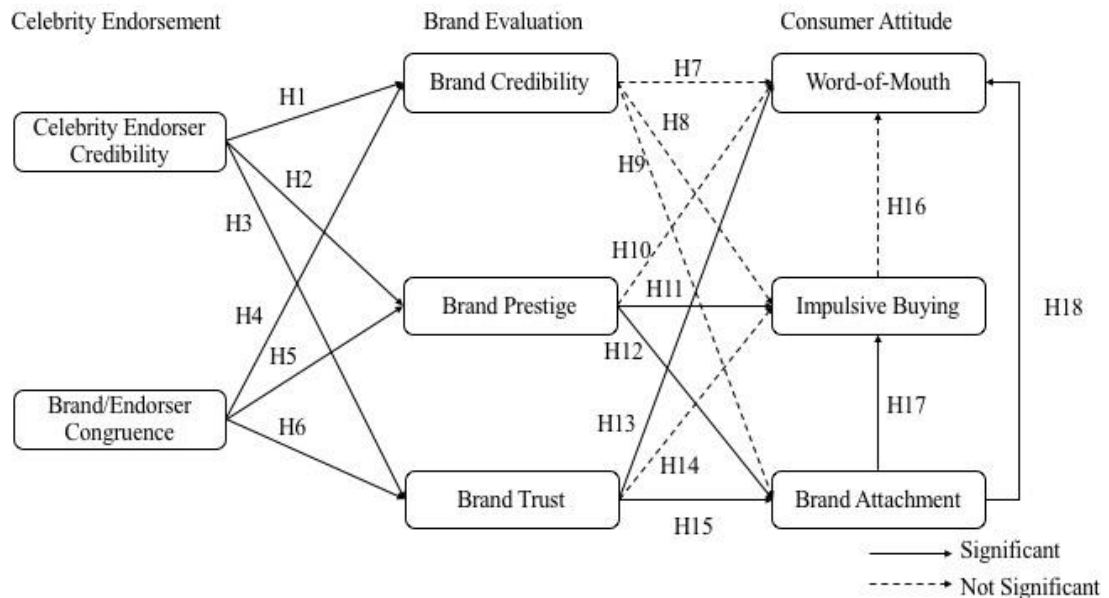 Celebrity Endorsement
Brand Evaluation
Consumer Attitude
Brand Credibility
H7
Word-of-Mouth
H1
H8
Celebrity Endorser
Credibility
H2
H9
H3
H16
H10
H11
Brand Prestige
Impulsive Buying
H18
H4
H5
H12
H17
Brand/Endorser
Congruence
H6
H13
H14
Brand Trust
H15
Brand Attachment
Significant
Not Significant